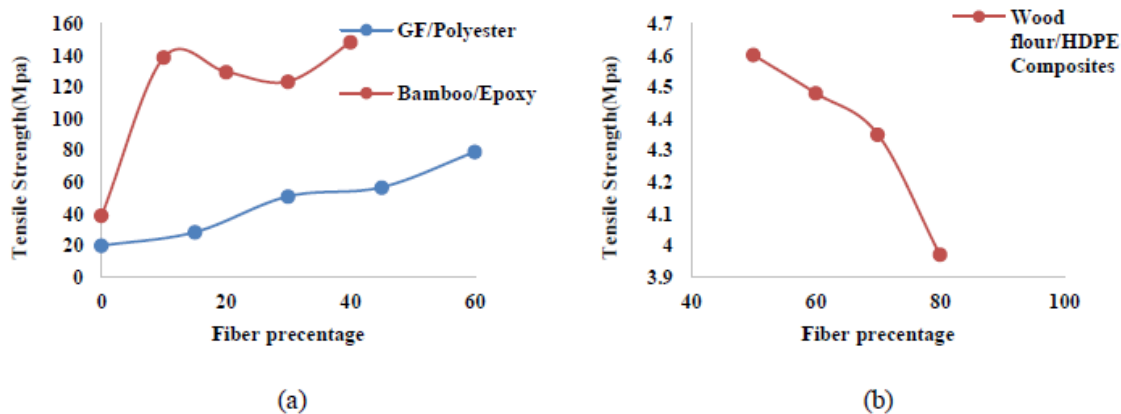 160
140
120
100
80
60
40
20
0
Tensile Strength(Mpa)
GF/Polyester
Bamboo/Epoxy
0 20 40 60
Fiber precentage
(a)
4.7
4.6
4.5
4.4
4.3
4.2
4.1
4
3.9
Tensile Strength(Mpa)
Wood
flour/HDPE
Composites
40 60 80 100
Fiber precentage
(b)